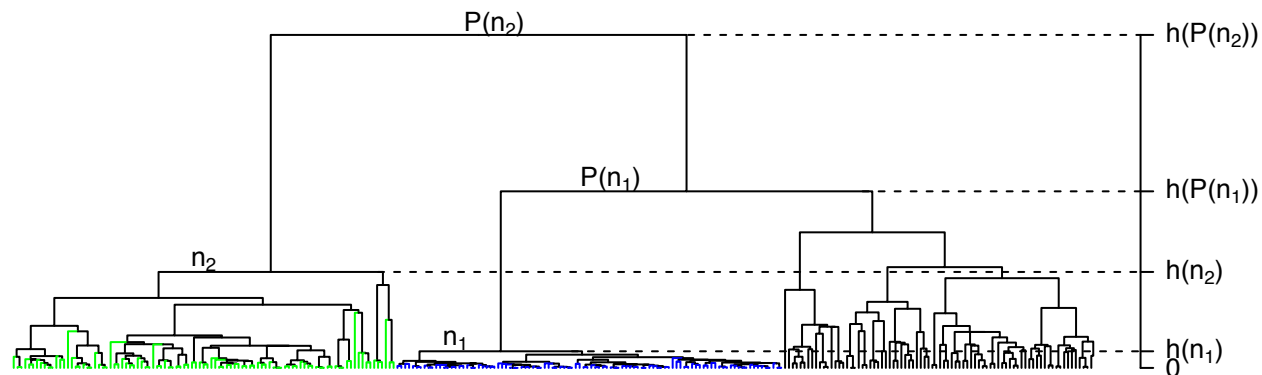 P(n₂)
h(P(n₂))
P(n₁)
h(P(n₁))
n₂
h(n₂)
n₁
h(n₁)
0